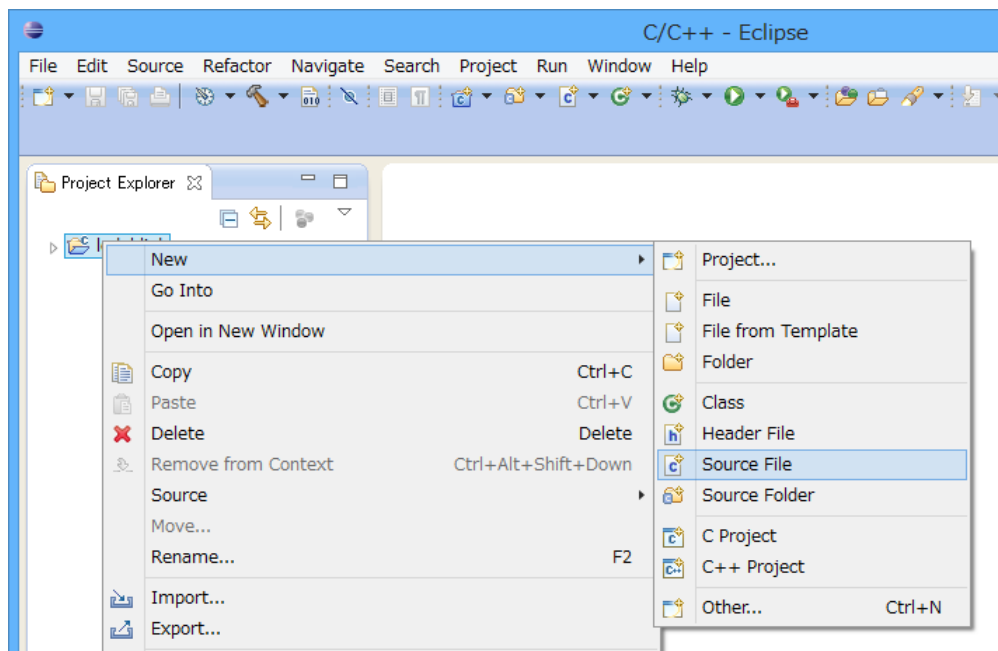 C/C++ - Eclipse
File Edit Source Refactor Navigate Search Project Run Window Help
010
Project Explorer
New
Go Into
Open in New Window
Copy Ctrl+C
Paste Ctrl+V
Delete Delete
Remove from Context Ctrl+Alt+Shift+Down
Source
Move...
Rename... F2
Import...
Export...
Project...
File
File from Template
Folder
Class
Header File
Source File
Source Folder
C Project
C++ Project
Other... Ctrl+N